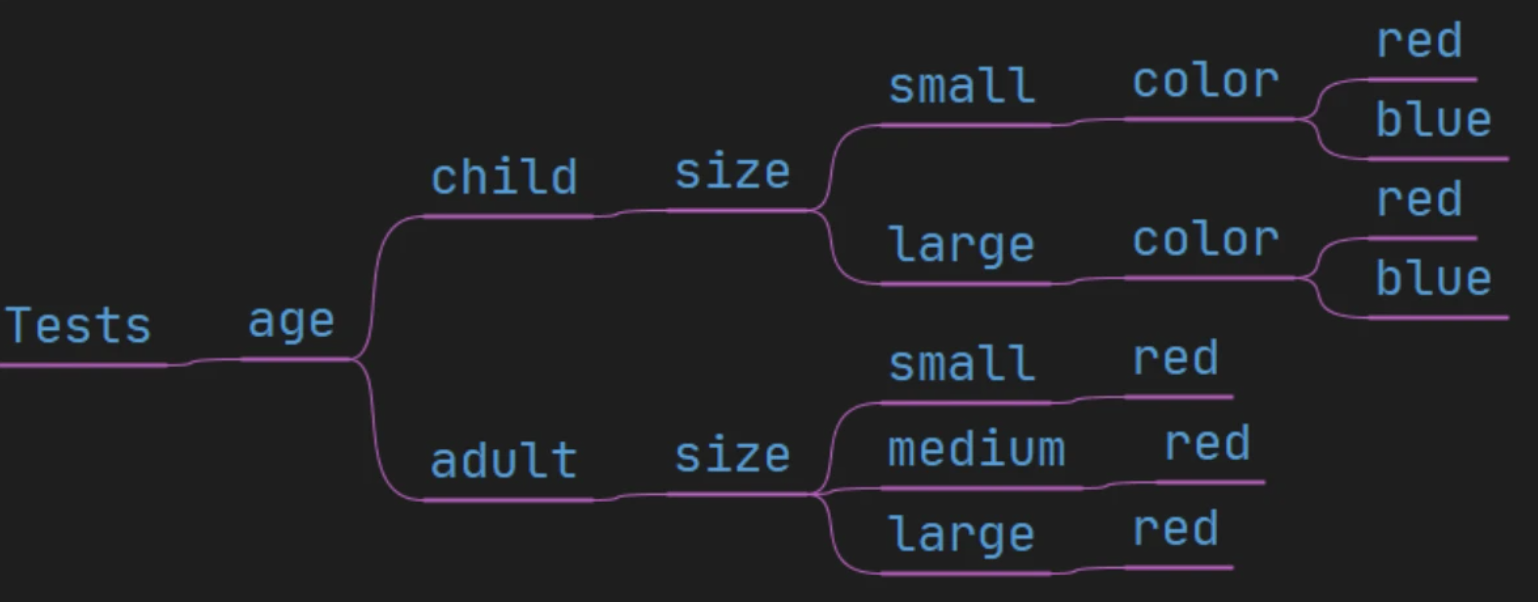 Tests
age
child
size
small
color
red
blue
large
color
red
blue
adult
size
small
red
medium
red
large
red